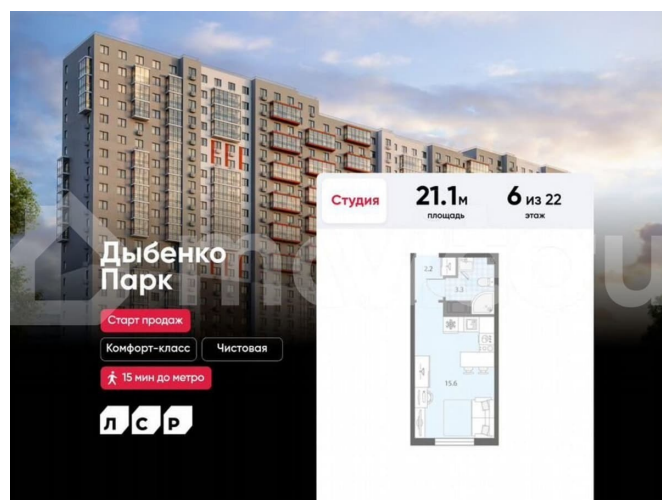 Студия
21.1м
площадь
6 из 22
этаж
Дыбенко
Парк
Старт продаж
Комфорт-класс
Чистовая
15 мин до метро
ЛСР
2.2
3.3
15.6